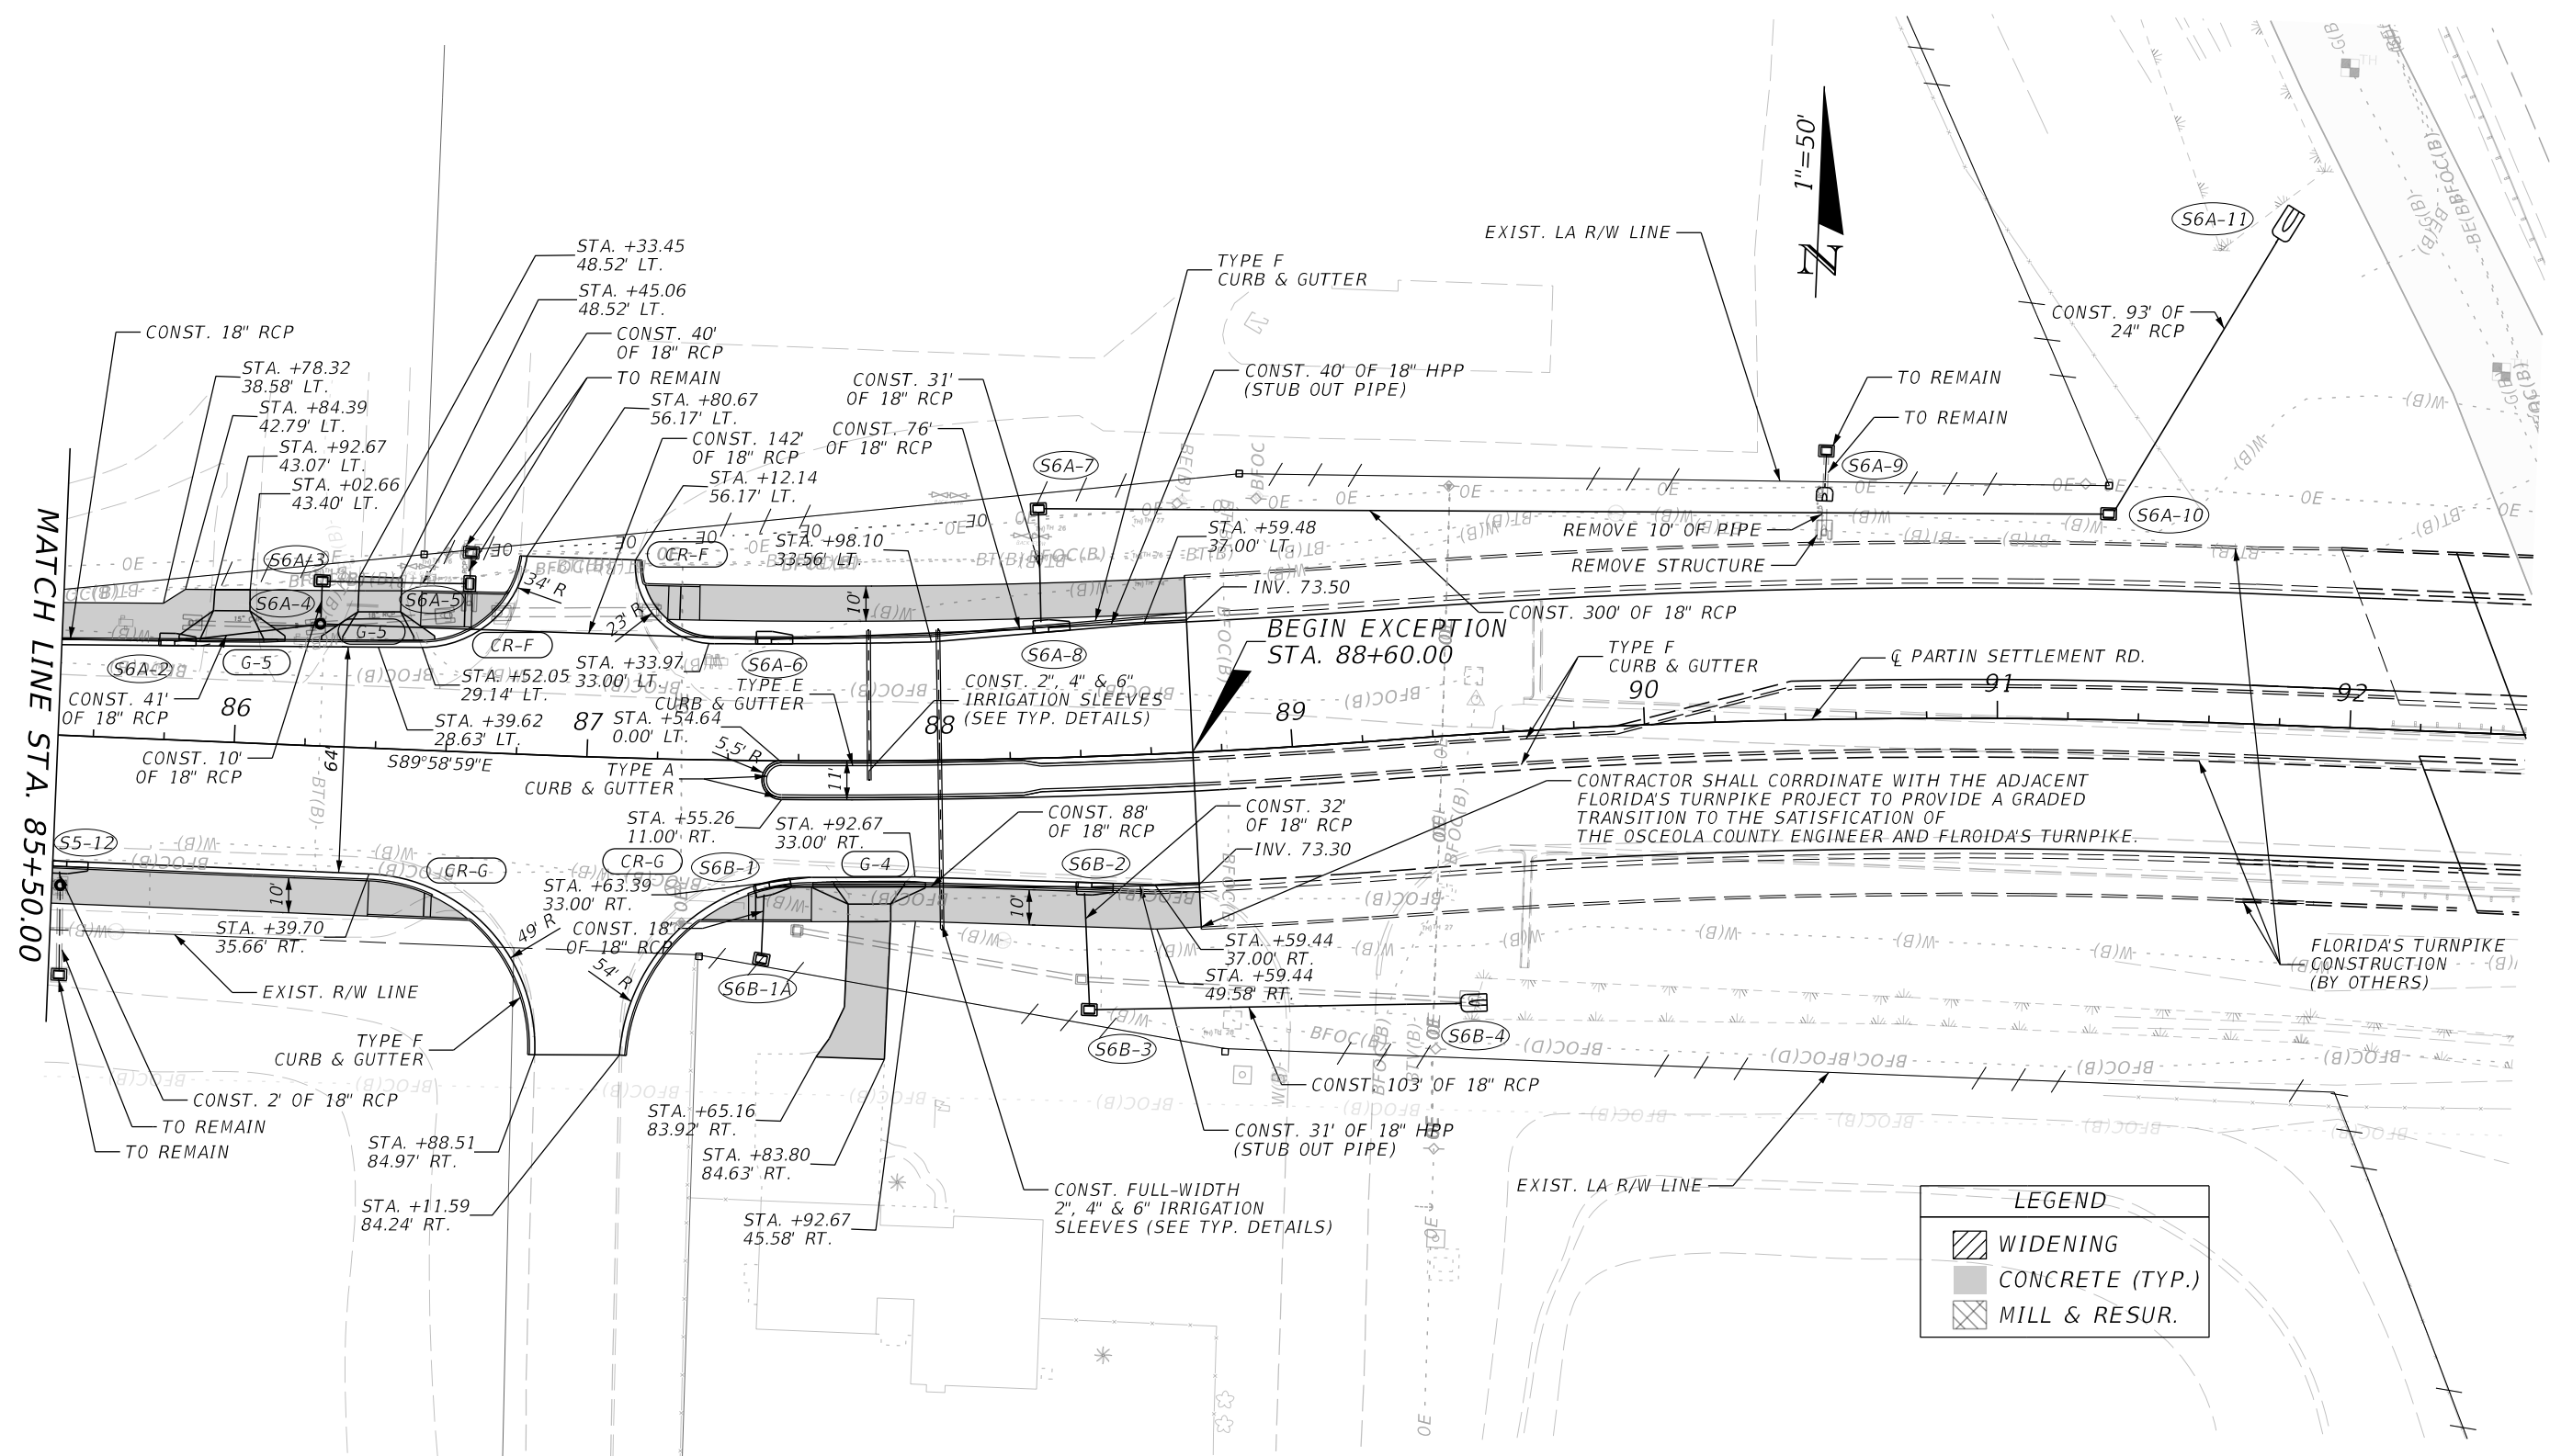 1"=50'
N
EXIST. LA R/W LINE
S6A-11
CONST. 93' OF
24" RCP
STA. +33.45
48.52' LT.
STA. +45.06
48.52' LT.
CONST. 40'
OF 18" RCP
TO REMAIN
STA. +80.67
56.17' LT.
CONST. 142'
OF 18" RCP
STA. +12.14
56.17' LT.
TYPE F
CURB & GUTTER
CONST. 40' OF 18" HPP
(STUB OUT PIPE)
CONST. 31'
OF 18" RCP
CONST. 76'
OF 18" RCP
CONST. 18" RCP
STA. +78.32
38.58' LT.
STA. +84.39
42.79' LT.
STA. +92.67
43.07' LT.
STA. +02.66
43.40' LT.
TO REMAIN
TO REMAIN
S6A-7
S6A-9
S6A-10
REMOVE 10' OF PIPE
REMOVE STRUCTURE
STA. +59.48
37.00' LT.
INV. 73.50
CONST. 300' OF 18" RCP
STA. +98.10
33.56' LT.
CR-F
S6A-3
S6A-4
S6A-5
G-5
34' R
23' R
10'
CR-F
S6A-2
G-5
S6A-6
S6A-8
BEGIN EXCEPTION
STA. 88+60.00
TYPE F
CURB & GUTTER
℄ PARTIN SETTLEMENT RD.
MATCH LINE STA. 85+50.00
CONST. 41'
OF 18" RCP
STA. +52.05
29.14' LT.
STA. +33.97
33.00' LT.
TYPE E
CURB & GUTTER
CONST. 2", 4" & 6"
IRRIGATION SLEEVES
(SEE TYP. DETAILS)
86
87
88
89
90
91
92
STA. +39.62
28.63' LT.
STA. +54.64
0.00' LT.
CONST. 10'
OF 18" RCP
64'
S89°58'59"E
5.5' R
11'
TYPE A
CURB & GUTTER
CONTRACTOR SHALL CORRDINATE WITH THE ADJACENT
FLORIDA'S TURNPIKE PROJECT TO PROVIDE A GRADED
TRANSITION TO THE SATISFICATION OF
THE OSCEOLA COUNTY ENGINEER AND FLROIDA'S TURNPIKE.
STA. +55.26
11.00' RT.
STA. +92.67
33.00' RT.
CONST. 88'
OF 18" RCP
CONST. 32'
OF 18" RCP
INV. 73.30
S5-12
CR-G
CR-G
S6B-1
G-4
S6B-2
10'
STA. +39.70
35.66' RT.
STA. +63.39
33.00' RT.
CONST. 18'
OF 18" RCP
49' R
54' R
10'
STA. +59.44
37.00' RT.
STA. +59.44
49.58' RT.
FLORIDA'S TURNPIKE
CONSTRUCTION
(BY OTHERS)
EXIST. R/W LINE
S6B-1A
S6B-3
S6B-4
TYPE F
CURB & GUTTER
CONST. 103' OF 18" RCP
CONST. 2' OF 18" RCP
TO REMAIN
TO REMAIN
STA. +88.51
84.97' RT.
STA. +11.59
84.24' RT.
STA. +65.16
83.92' RT.
STA. +83.80
84.63' RT.
STA. +92.67
45.58' RT.
CONST. 31' OF 18" HPP
(STUB OUT PIPE)
CONST. FULL-WIDTH
2", 4" & 6" IRRIGATION
SLEEVES (SEE TYP. DETAILS)
EXIST. LA R/W LINE
LEGEND
WIDENING
CONCRETE (TYP.)
MILL & RESUR.